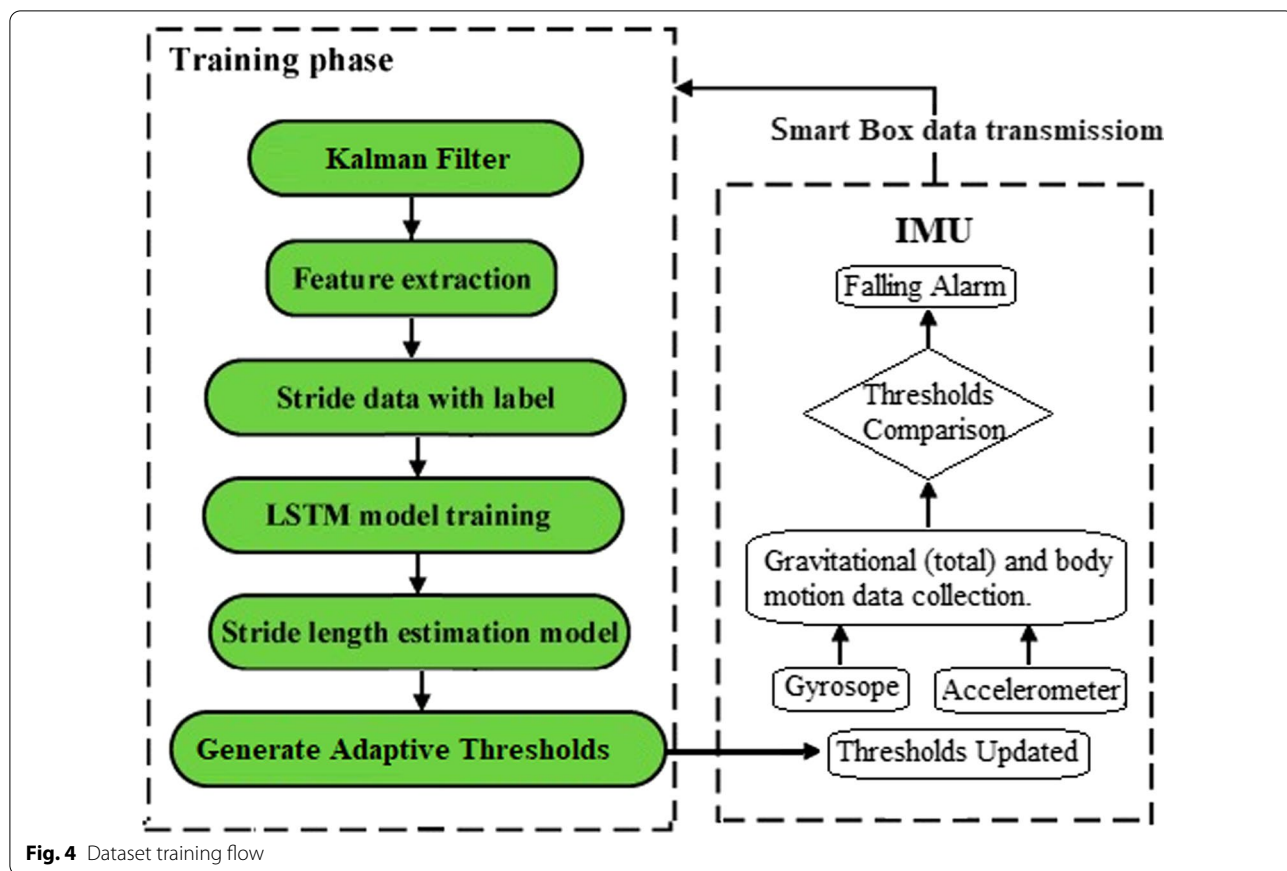 Training phase
Kalman Filter
Feature extraction
Stride data with label
LSTM model training
Stride length estimation model
Generate Adaptive Thresholds
Smart Box data transmissiom
IMU
Falling Alarm
Thresholds
Comparison
Gravitational (total) and body
motion data collection.
Gyrosope
Accelerometer
Thresholds Updated
Fig. 4 Dataset training flow